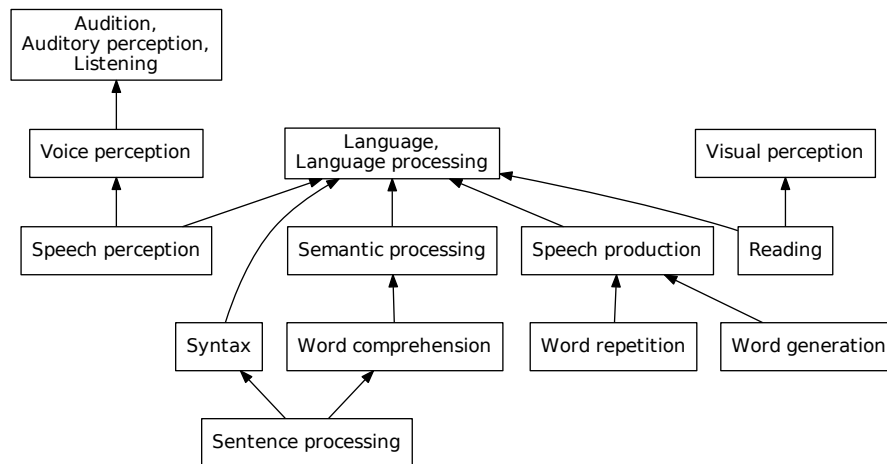 Audition,
Auditory perception,
Listening
Voice perception
Language,
Language processing
Visual perception
Speech perception
Semantic processing
Speech production
Reading
Syntax
Word comprehension
Word repetition
Word generation
Sentence processing